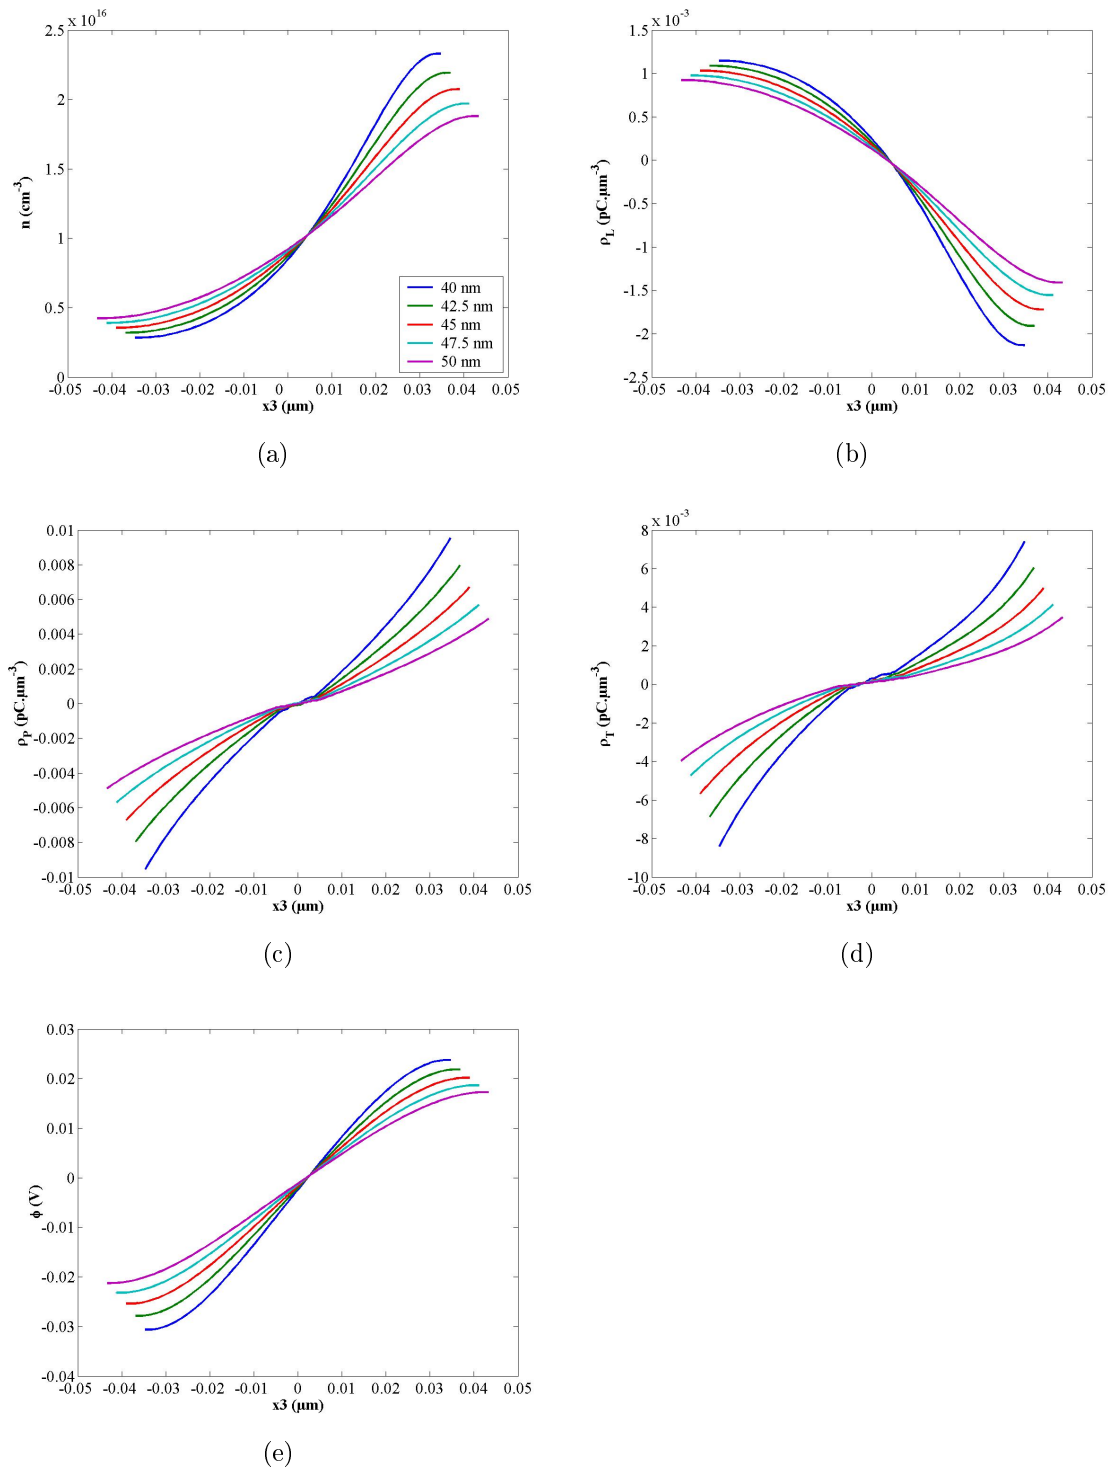 x 10^16
2.5
2
1.5
1
0.5
0
n (cm^-3)
-0.05 -0.04 -0.03 -0.02 -0.01 0 0.01 0.02 0.03 0.04 0.05
x3 (µm)
40 nm
42.5 nm
45 nm
47.5 nm
50 nm
(a)
x 10^-3
1.5
1
0.5
0
-0.5
-1
-1.5
-2
-2.5
ρ_L (pC.µm^-3)
-0.05 -0.04 -0.03 -0.02 -0.01 0 0.01 0.02 0.03 0.04 0.05
x3 (µm)
(b)
0.01
0.008
0.006
0.004
0.002
0
-0.002
-0.004
-0.006
-0.008
-0.01
ρ_P (pC.µm^-3)
-0.05 -0.04 -0.03 -0.02 -0.01 0 0.01 0.02 0.03 0.04 0.05
x3 (µm)
(c)
x 10^-3
8
6
4
2
0
-2
-4
-6
-8
-10
ρ_T (pC.µm^-3)
-0.05 -0.04 -0.03 -0.02 -0.01 0 0.01 0.02 0.03 0.04 0.05
x3 (µm)
(d)
0.03
0.02
0.01
0
-0.01
-0.02
-0.03
-0.04
ϕ (V)
-0.05 -0.04 -0.03 -0.02 -0.01 0 0.01 0.02 0.03 0.04 0.05
x3 (µm)
(e)